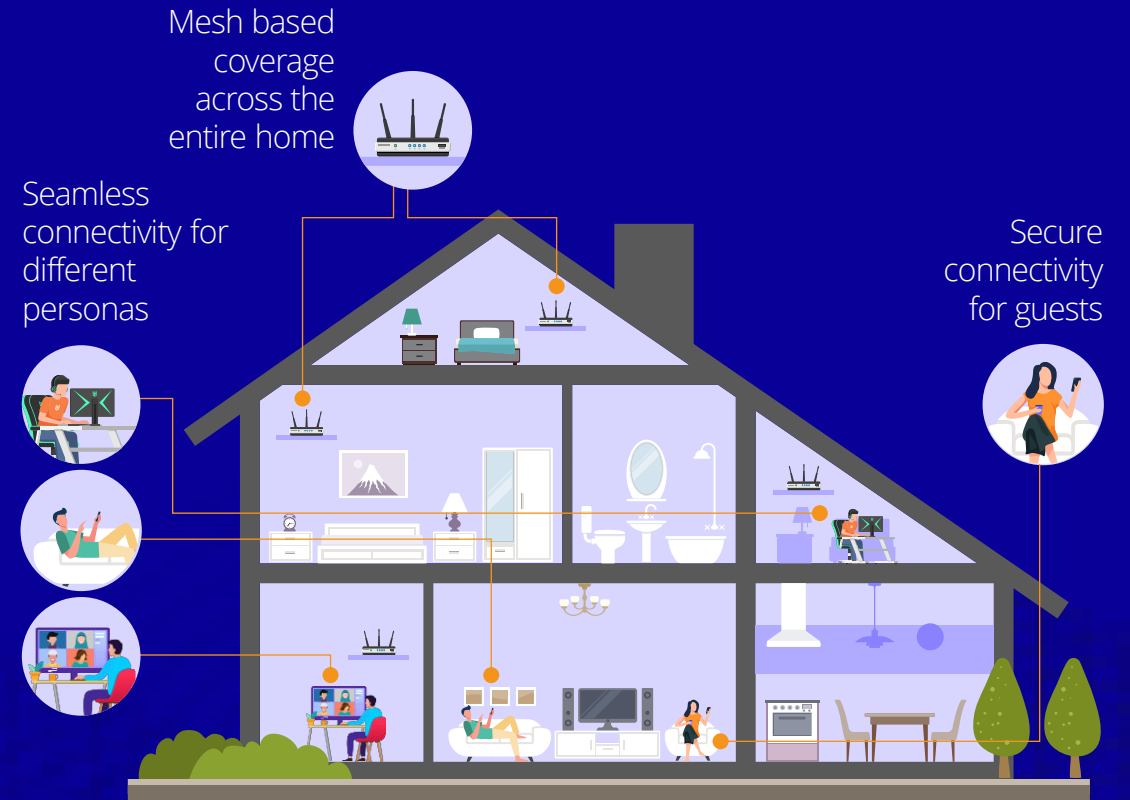 Mesh based
coverage
across the
entire home
Seamless
connectivity for
different
personas
Secure
connectivity
for guests